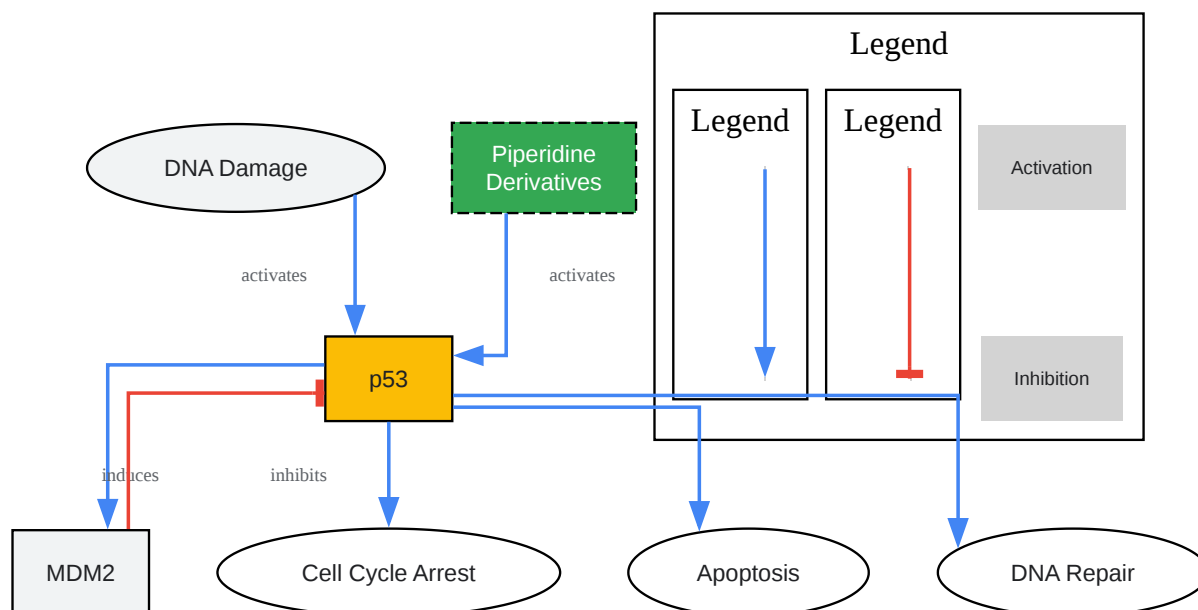 Legend
Legend
Legend
DNA Damage
Piperidine
Derivatives
Activation
activates
activates
p53
Inhibition
induces
inhibits
MDM2
Cell Cycle Arrest
Apoptosis
DNA Repair